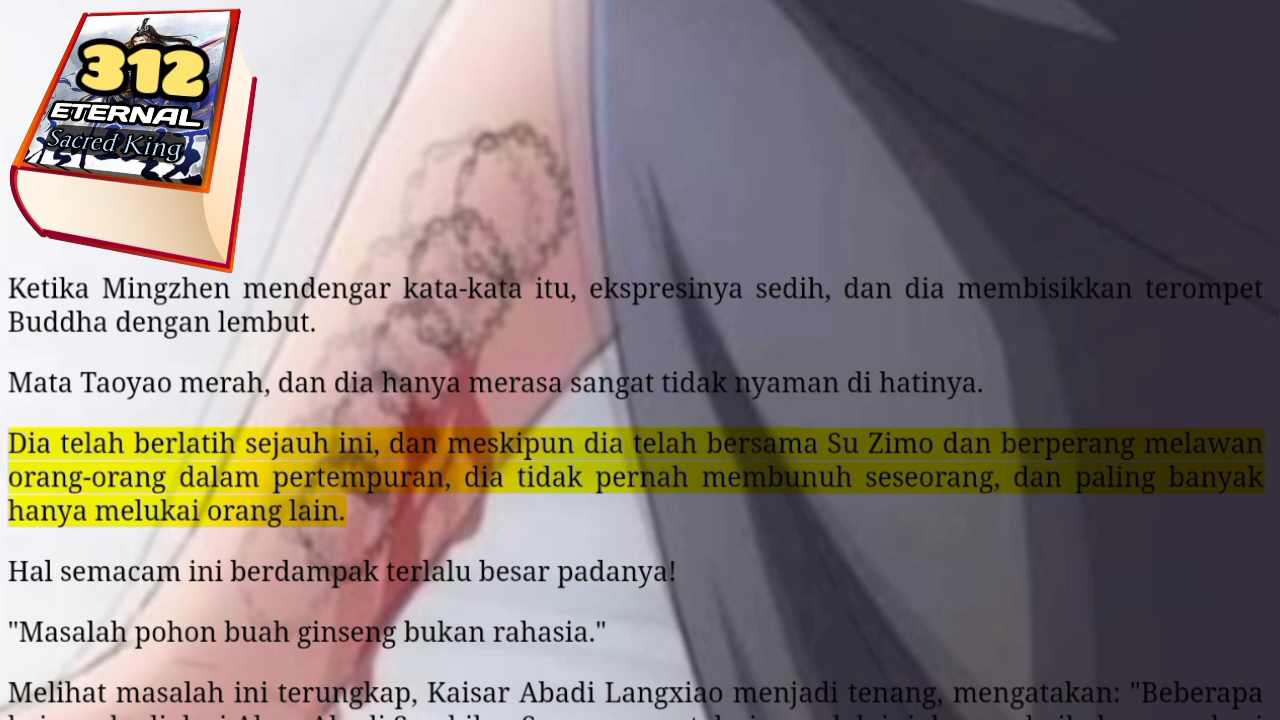 312
ETERNAL
Sacred King
Ketika Mingzhen mendengar kata-kata itu, ekspresinya sedih, dan dia membisikkan terompet
Buddha dengan lembut.
Mata Taoyao merah, dan dia hanya merasa sangat tidak nyaman di hatinya.
Dia telah berlatih sejauh ini, dan meskipun dia telah bersama Su Zimo dan berperang melawan
orang-orang dalam pertempuran, dia tidak pernah membunuh seseorang, dan paling banyak
hanya melukai orang lain.
Hal semacam ini berdampak terlalu besar padanya!
"Masalah pohon buah ginseng bukan rahasia."
Melihat masalah ini terungkap, Kaisar Abadi Langxiao menjadi tenang, mengatakan: "Beberapa